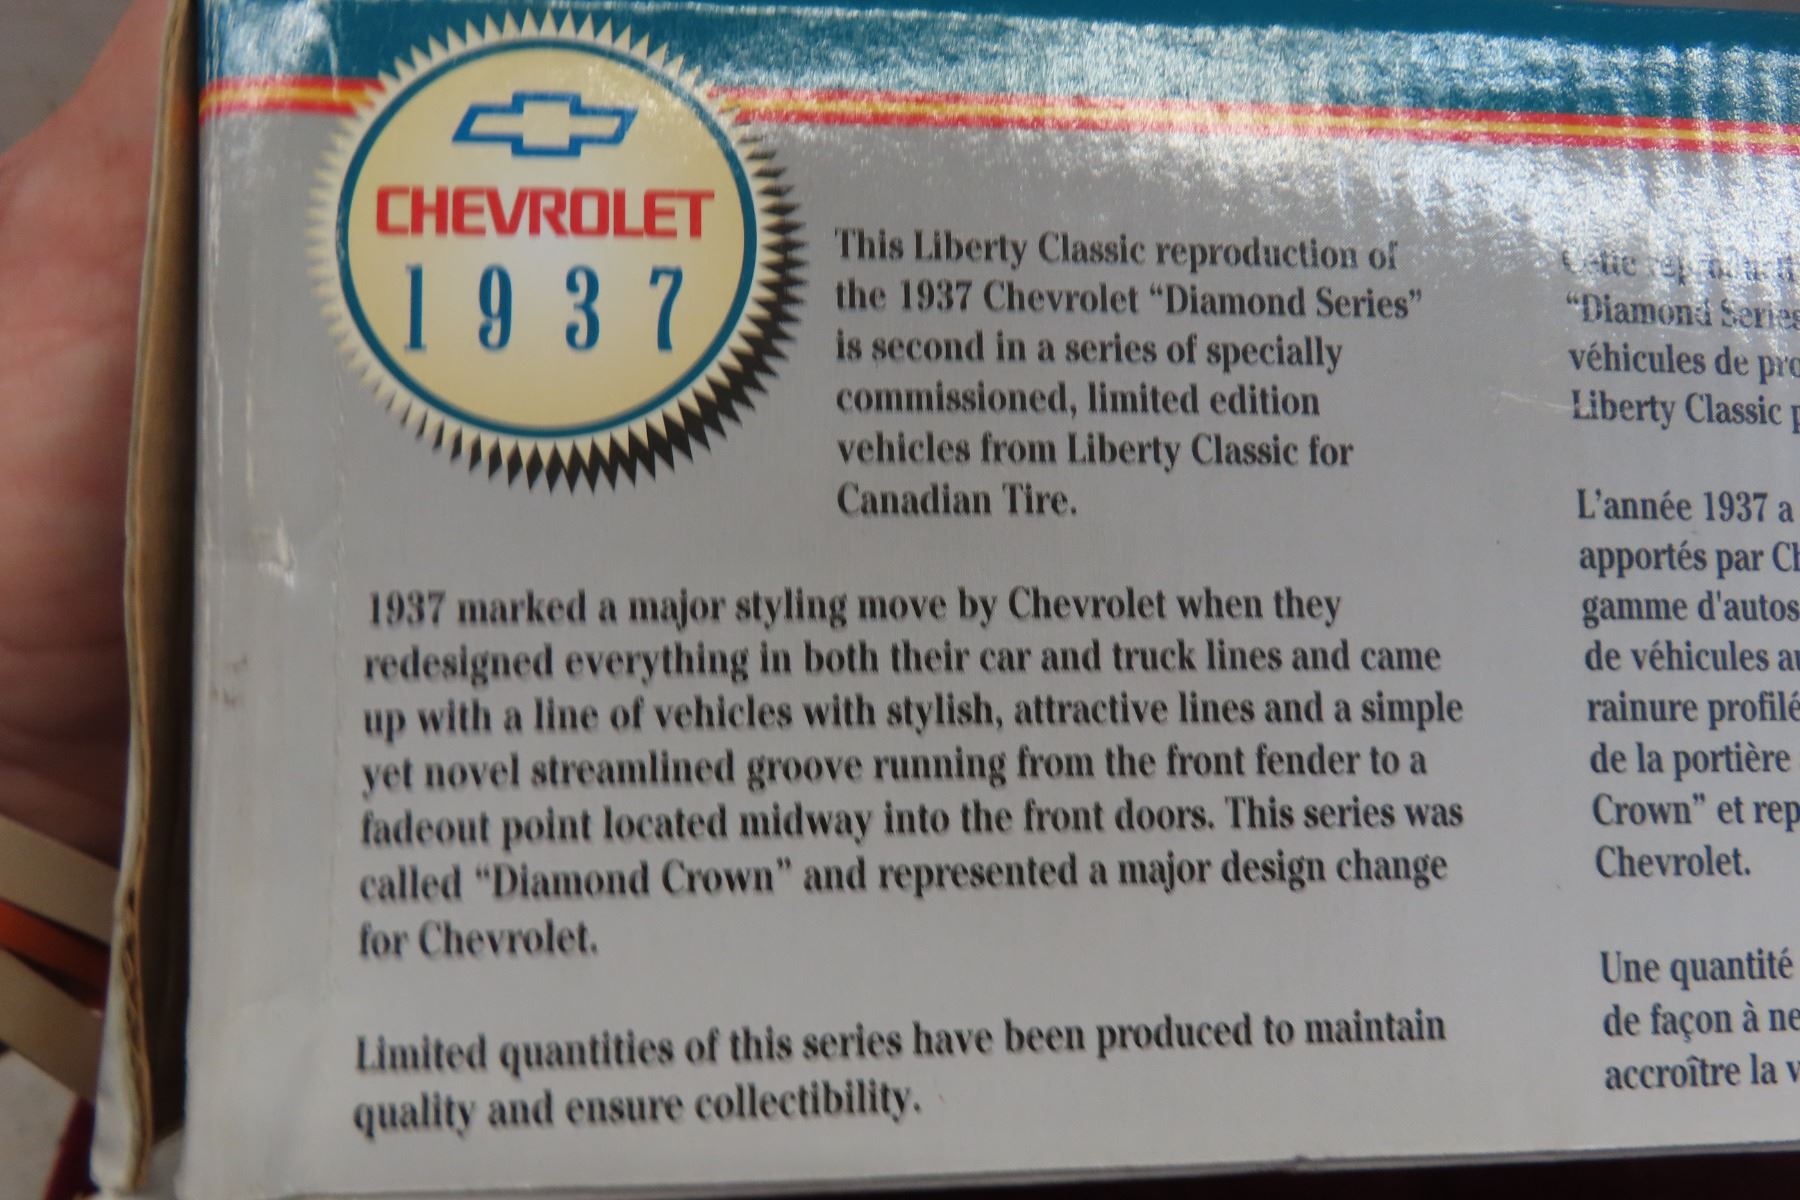 CHEVROLET
1937
This Liberty Classic reproduction of
the 1937 Chevrolet “Diamond Series”
is second in a series of specially
commissioned, limited edition
vehicles from Liberty Classic for
Canadian Tire.
1937 marked a major styling move by Chevrolet when they
redesigned everything in both their car and truck lines and came
up with a line of vehicles with stylish, attractive lines and a simple
yet novel streamlined groove running from the front fender to a
fadeout point located midway into the front doors. This series was
called “Diamond Crown” and represented a major design change
for Chevrolet.
Limited quantities of this series have been produced to maintain
quality and ensure collectibility.
“Diamond Series
véhicules de
Liberty Classic
L'année 1937 a
apportés par
gamme d'autos
de véhicules
rainure
de la portière
Crown” et
Chevrolet.
Une quantité
de façon à
accroître la